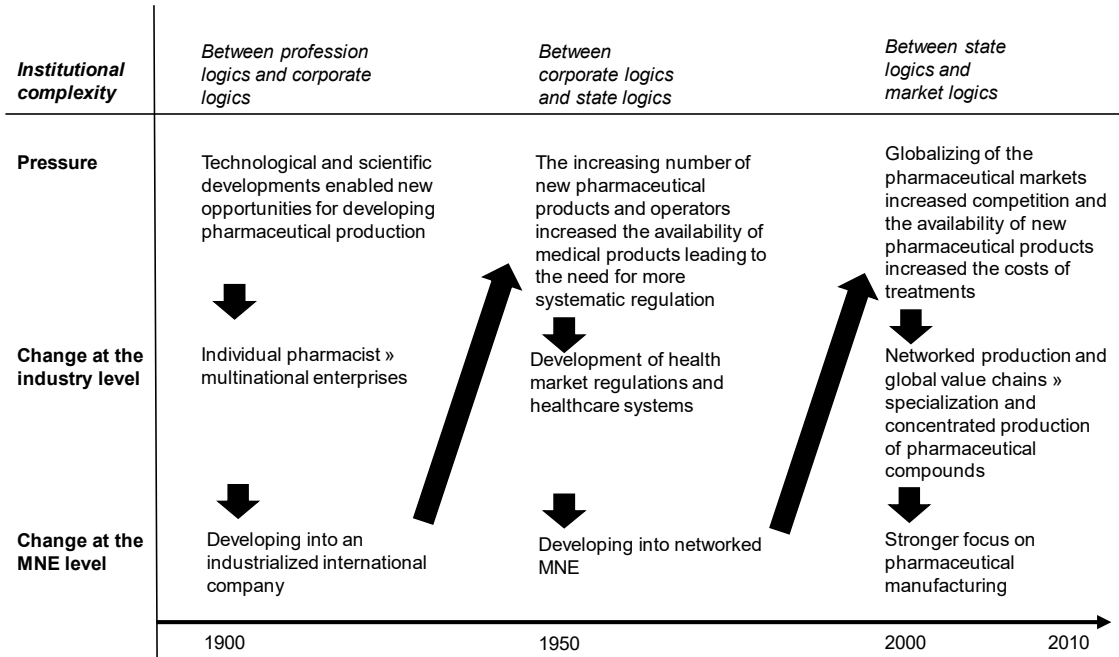 Institutional
complexity
Between profession
logics and corporate
logics
Between
corporate logics
and state logics
Between state
logics and
market logics
Pressure
Technological and scientific
developments enabled new
opportunities for developing
pharmaceutical production
The increasing number of
new pharmaceutical
products and operators
increased the availability of
medical products leading to
the need for more
systematic regulation
Globalizing of the
pharmaceutical markets
increased competition and
the availability of new
pharmaceutical products
increased the costs of
treatments
Change at the
industry level
Individual pharmacist »
multinational enterprises
Development of health
market regulations and
healthcare systems
Networked production and
global value chains »
specialization and
concentrated production
of pharmaceutical
compounds
Change at the
MNE level
Developing into an
industrialized international
company
Developing into networked
MNE
Stronger focus on
pharmaceutical
manufacturing
1900
1950
2000
2010